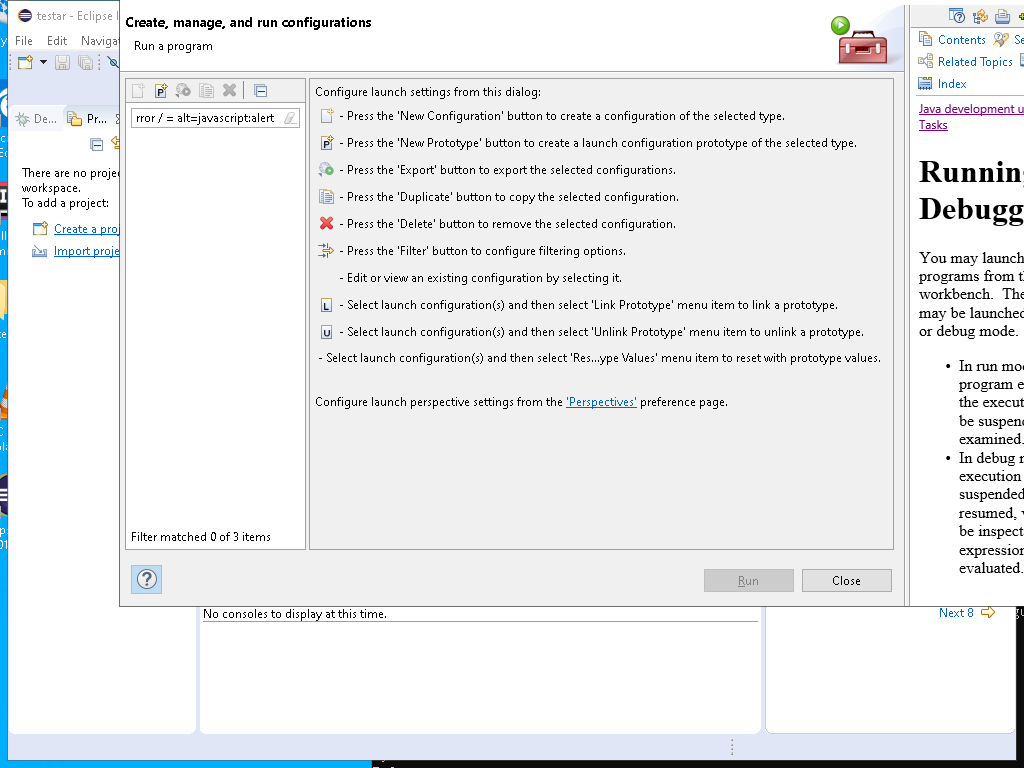 testar - Eclipse I
File Edit Naviga
De... Pr...
There are no proje
workspace.
To add a project:
Create a proj
Import proje
Create, manage, and run configurations
Run a program
rror / = alt=javascript:alert
Filter matched 0 of 3 items
Configure launch settings from this dialog:
- Press the 'New Configuration' button to create a configuration of the selected type.
- Press the 'New Prototype' button to create a launch configuration prototype of the selected type.
- Press the 'Export' button to export the selected configurations.
- Press the 'Duplicate' button to copy the selected configuration.
- Press the 'Delete' button to remove the selected configuration.
- Press the 'Filter' button to configure filtering options.
- Edit or view an existing configuration by selecting it.
L - Select launch configuration(s) and then select 'Link Prototype' menu item to link a prototype.
U - Select launch configuration(s) and then select 'Unlink Prototype' menu item to unlink a prototype.
- Select launch configuration(s) and then select 'Res...ype Values' menu item to reset with prototype values.
Configure launch perspective settings from the 'Perspectives' preference page.
Run Close
No consoles to display at this time.
Contents Se
Related Topics
Index
Java development u
Tasks
Running
Debugg
You may launch
programs from th
workbench. The
may be launched
or debug mode.
• In run mod
program e
the execut
be suspend
examined.
• In debug m
execution
suspended
resumed, v
be inspect
expression
evaluated.
Next 8